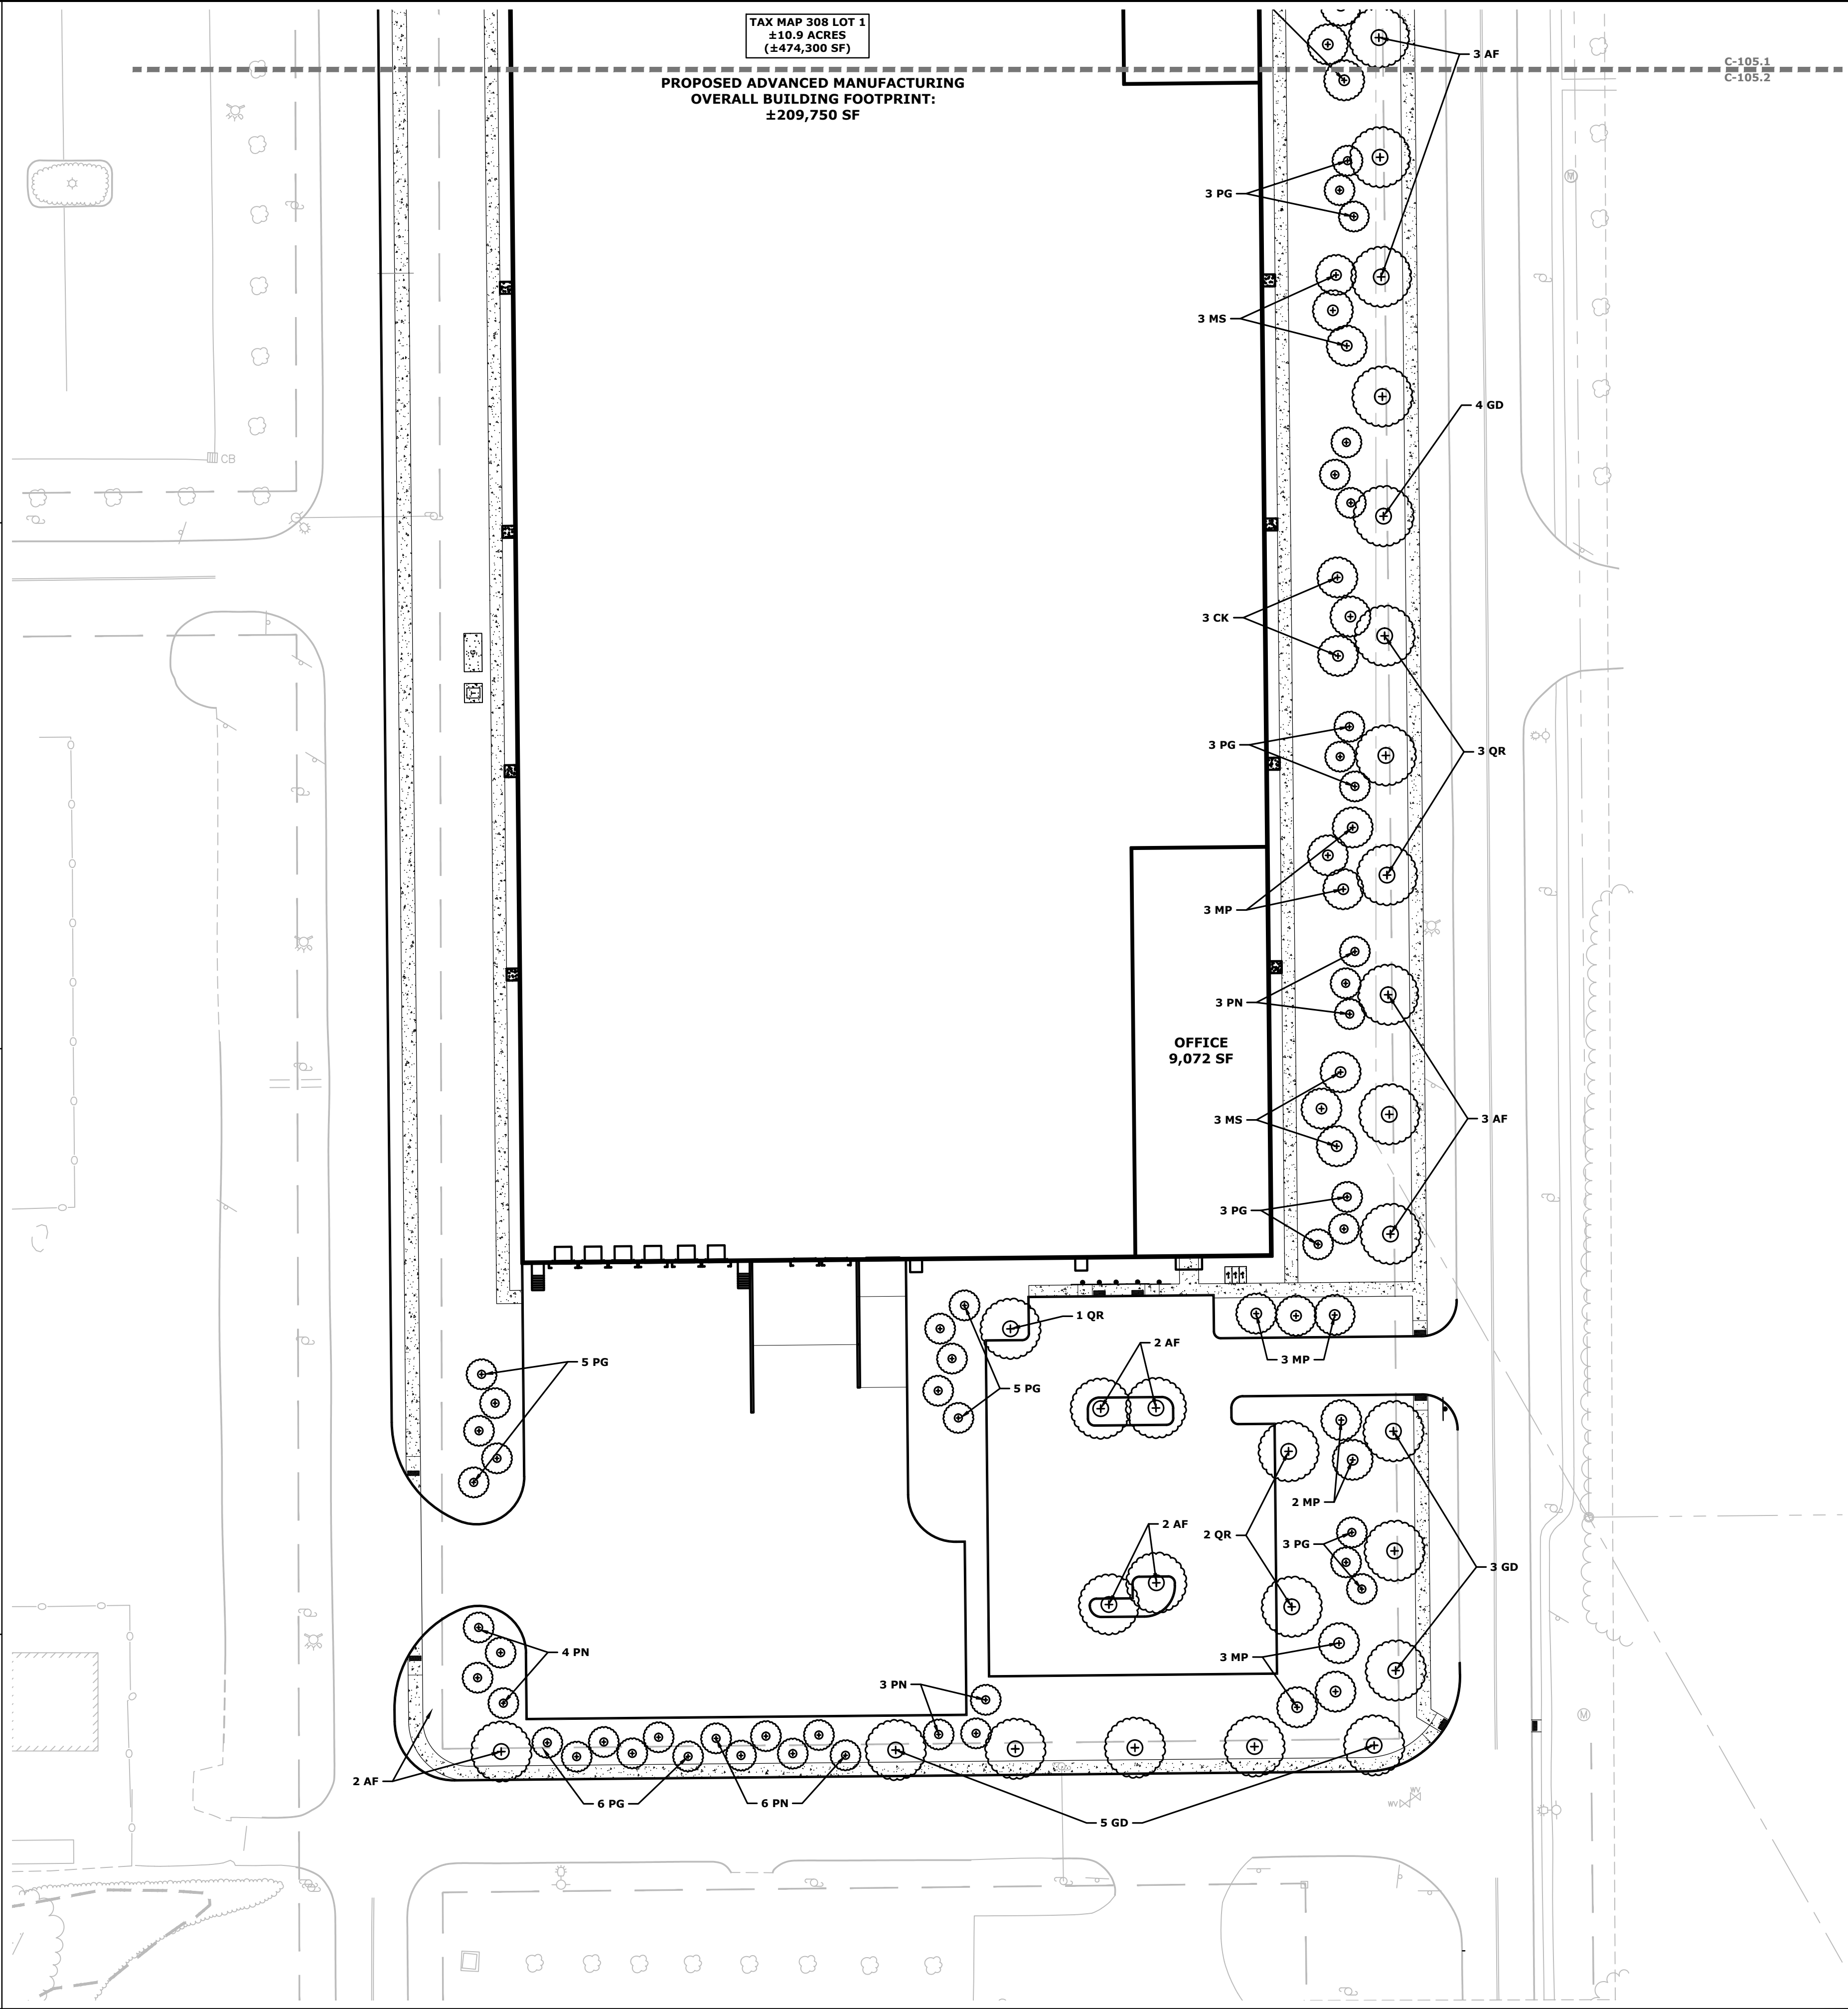 TAX MAP 308 LOT 1
±10.9 ACRES
(±474,300 SF)
3 AF
C-105.1
C-105.2
PROPOSED ADVANCED MANUFACTURING
OVERALL BUILDING FOOTPRINT:
±209,750 SF
M
3 PG
3 MS
4 GD
CB
3 CK
G
T
3 PG
3 QR
3 MP
3 PN
OFFICE
9,072 SF
3 MS
3 AF
3 PG
1 QR
2 AF
3 MP
5 PG
5 PG
2 MP
2 AF
2 QR
3 PG
3 GD
4 PN
3 MP
3 PN
M
2 AF
6 PG
6 PN
WV
WV
5 GD